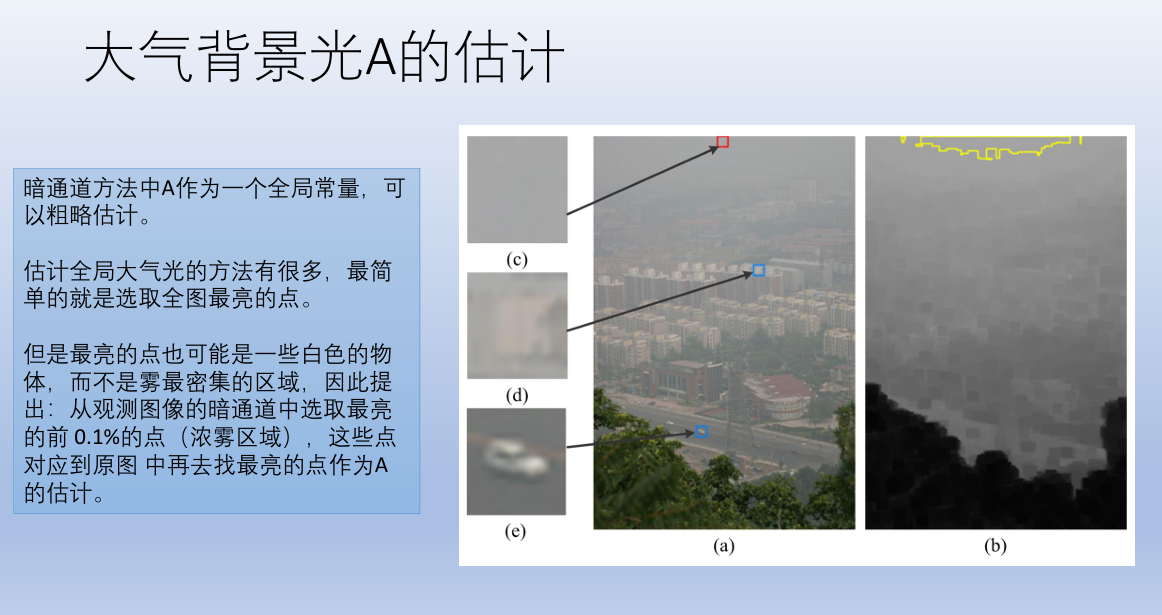 大气背景光A的估计
暗通道方法中A作为一个全局常量，可
以粗略估计。
估计全局大气光的方法有很多，最简
单的就是选取全图最亮的点。
但是最亮的点也可能是一些白色的物
体，而不是雾最密集的区域，因此提
出：从观测图像的暗通道中选取最亮
的前 0.1%的点（浓雾区域），这些点
对应到原图 中再去找最亮的点作为A
的估计。
(c)
(d)
(e)
(a)
(b)